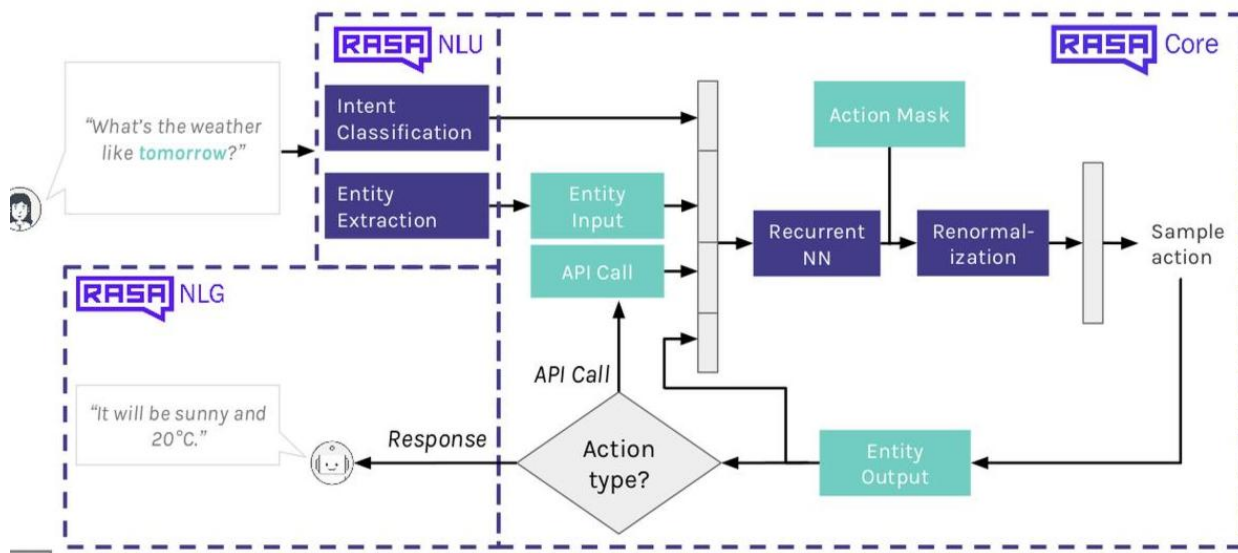 RASA NLU
RASA Core
“What’s the weather
like tomorrow?”
Intent
Classification
Action Mask
Entity
Extraction
Entity
Input
Recurrent
NN
Renormal-
ization
Sample
action
API Call
RASA NLG
API Call
“It will be sunny and
20°C.”
Response
Action
type?
Entity
Output